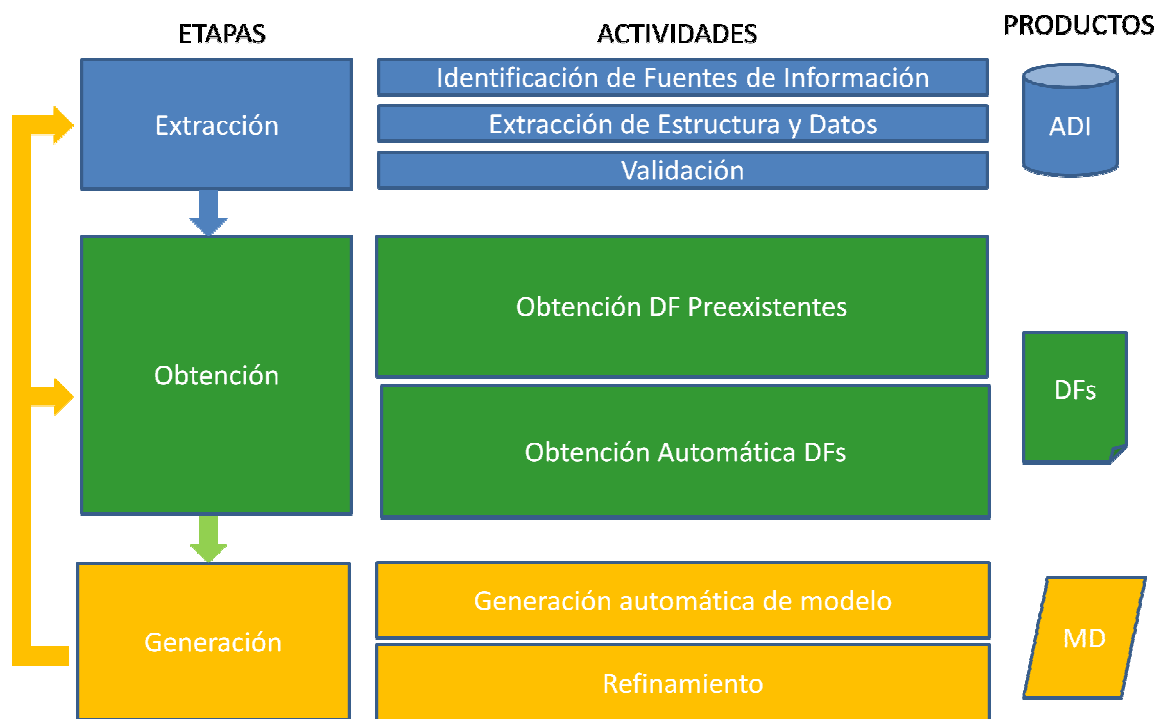 ETAPAS
ACTIVIDADES
PRODUCTOS
Extracción
Identificación de Fuentes de Información
Extracción de Estructura y Datos
Validación
ADI
Obtención
Obtención DF Preexistentes
Obtención Automática DFs
DFs
Generación
Generación automática de modelo
Refinamiento
MD